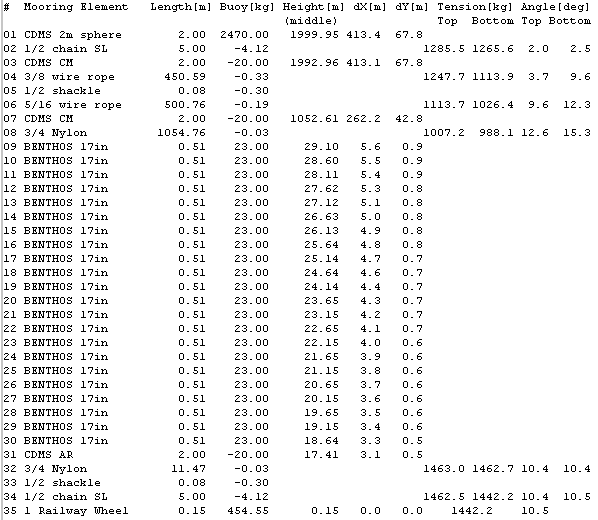 #  Mooring Element  Length[m] Buoy[kg] Height[m] dX[m] dY[m] Tension[kg] Angle[deg]
(middle) Top Bottom Top Bottom
01 CDMS 2m sphere 2.00 2470.00 1999.95 413.4 67.8
02 1/2 chain SL 5.00 -4.12 1285.5 1265.6 2.0 2.5
03 CDMS CM 2.00 -20.00 1992.96 413.1 67.8
04 3/8 wire rope 450.59 -0.33 1247.7 1113.9 3.7 9.6
05 1/2 shackle 0.08 -0.30
06 5/16 wire rope 500.76 -0.19 1113.7 1026.4 9.6 12.3
07 CDMS CM 2.00 -20.00 1052.61 262.2 42.8
08 3/4 Nylon 1054.76 -0.03 1007.2 988.1 12.6 15.3
09 BENTHOS 17in 0.51 23.00 29.10 5.6 0.9
10 BENTHOS 17in 0.51 23.00 28.60 5.5 0.9
11 BENTHOS 17in 0.51 23.00 28.11 5.4 0.9
12 BENTHOS 17in 0.51 23.00 27.62 5.3 0.8
13 BENTHOS 17in 0.51 23.00 27.12 5.1 0.8
14 BENTHOS 17in 0.51 23.00 26.63 5.0 0.8
15 BENTHOS 17in 0.51 23.00 26.13 4.9 0.8
16 BENTHOS 17in 0.51 23.00 25.64 4.8 0.8
17 BENTHOS 17in 0.51 23.00 25.14 4.7 0.7
18 BENTHOS 17in 0.51 23.00 24.64 4.6 0.7
19 BENTHOS 17in 0.51 23.00 24.14 4.4 0.7
20 BENTHOS 17in 0.51 23.00 23.65 4.3 0.7
21 BENTHOS 17in 0.51 23.00 23.15 4.2 0.7
22 BENTHOS 17in 0.51 23.00 22.65 4.1 0.7
23 BENTHOS 17in 0.51 23.00 22.15 4.0 0.6
24 BENTHOS 17in 0.51 23.00 21.65 3.9 0.6
25 BENTHOS 17in 0.51 23.00 21.15 3.8 0.6
26 BENTHOS 17in 0.51 23.00 20.65 3.7 0.6
27 BENTHOS 17in 0.51 23.00 20.15 3.6 0.6
28 BENTHOS 17in 0.51 23.00 19.65 3.5 0.6
29 BENTHOS 17in 0.51 23.00 19.15 3.4 0.6
30 BENTHOS 17in 0.51 23.00 18.64 3.3 0.5
31 CDMS AR 2.00 -20.00 17.41 3.1 0.5
32 3/4 Nylon 11.47 -0.03 1463.0 1462.7 10.4 10.4
33 1/2 shackle 0.08 -0.30
34 1/2 chain SL 5.00 -4.12 1462.5 1442.2 10.4 10.5
35 1 Railway Wheel 0.15 454.55 0.15 0.0 0.0 1442.2 10.5